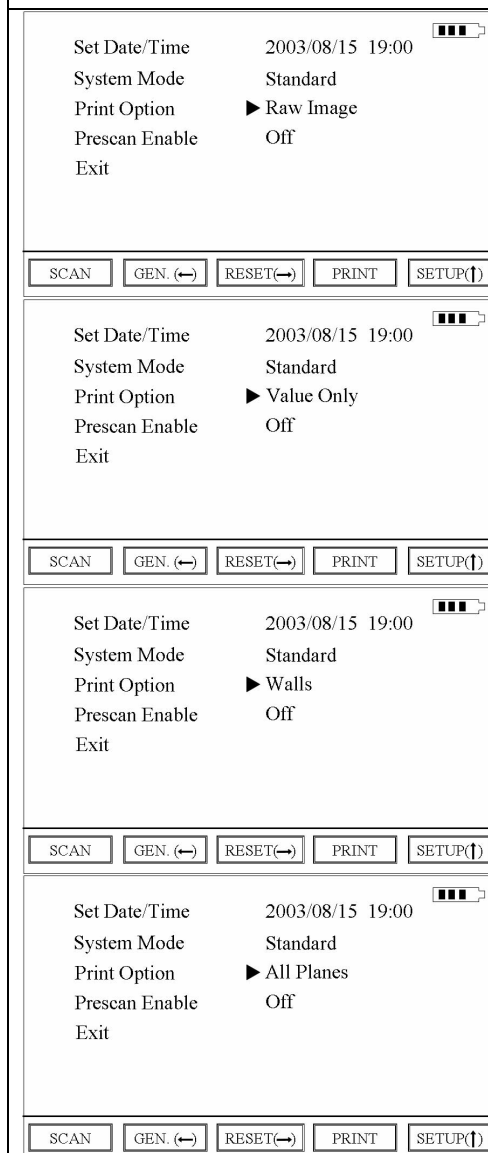 Set Date/Time 2003/08/15 19:00
System Mode Standard
Print Option ▶ Raw Image
Prescan Enable Off
Exit
SCAN GEN. (←) RESET(→) PRINT SETUP(↑)
Set Date/Time 2003/08/15 19:00
System Mode Standard
Print Option ▶ Value Only
Prescan Enable Off
Exit
SCAN GEN. (←) RESET(→) PRINT SETUP(↑)
Set Date/Time 2003/08/15 19:00
System Mode Standard
Print Option ▶ Walls
Prescan Enable Off
Exit
SCAN GEN. (←) RESET(→) PRINT SETUP(↑)
Set Date/Time 2003/08/15 19:00
System Mode Standard
Print Option ▶ All Planes
Prescan Enable Off
Exit
SCAN GEN. (←) RESET(→) PRINT SETUP(↑)